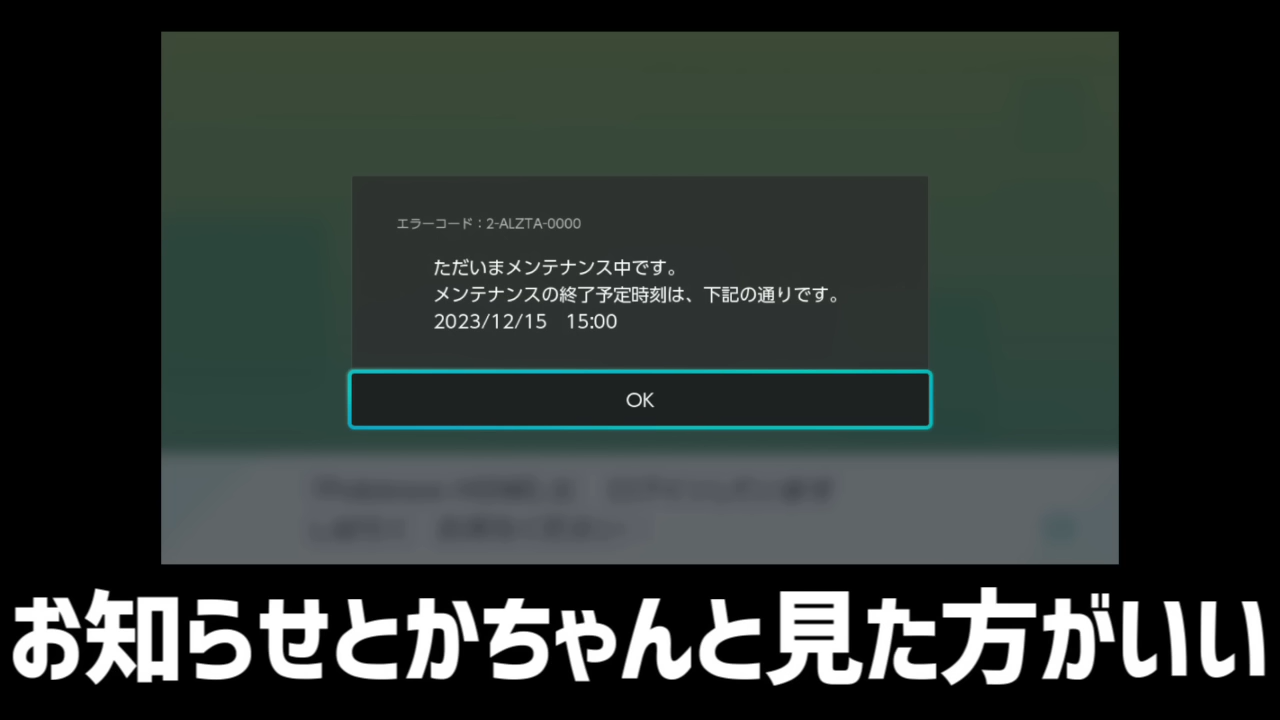 エラーコード：2-ALZTA-0000
ただいまメンテナンス中です。
メンテナンスの終了予定時刻は、下記の通りです。
2023/12/15　15:00
OK
お知らせとかちゃんと見た方がいい